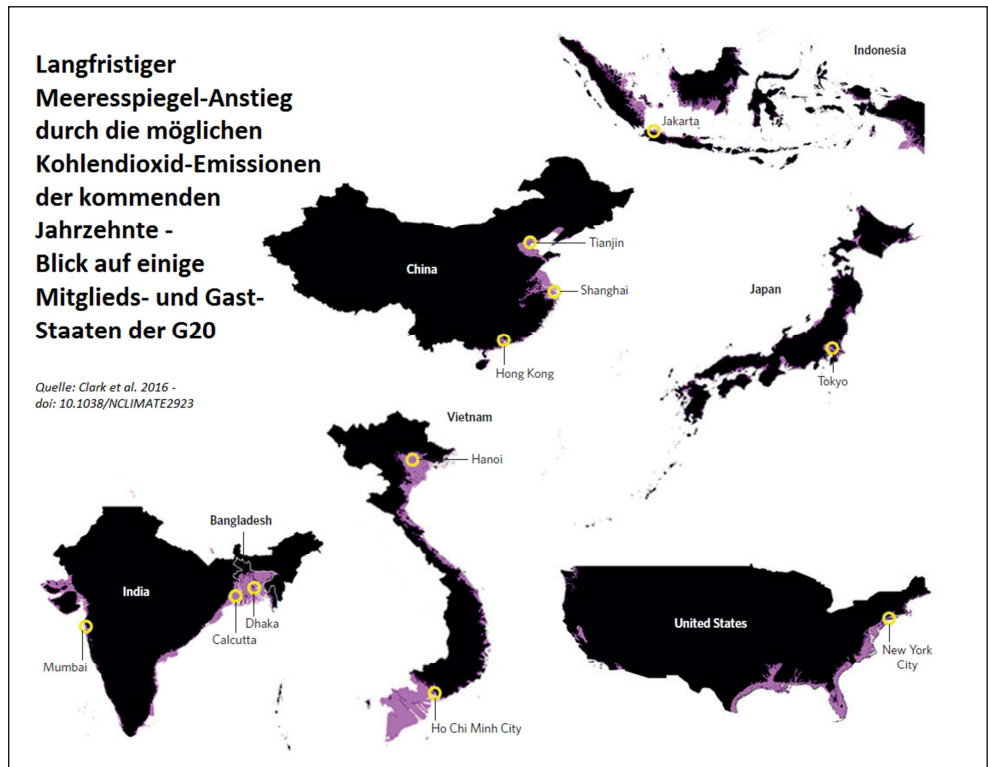 Langfristiger
Meeresspiegel-Anstieg
durch die möglichen
Kohlendioxid-Emissionen
der kommenden
Jahrzehnte -
Blick auf einige
Mitglieds- und Gast-
Staaten der G20
Quelle: Clark et al. 2016 -
doi: 10.1038/NCLIMATE2923
Indonesia
Jakarta
China
Tianjin
Shanghai
Hong Kong
Japan
Tokyo
Vietnam
Hanoi
Ho Chi Minh City
Bangladesh
India
Dhaka
Calcutta
Mumbai
United States
New York
City